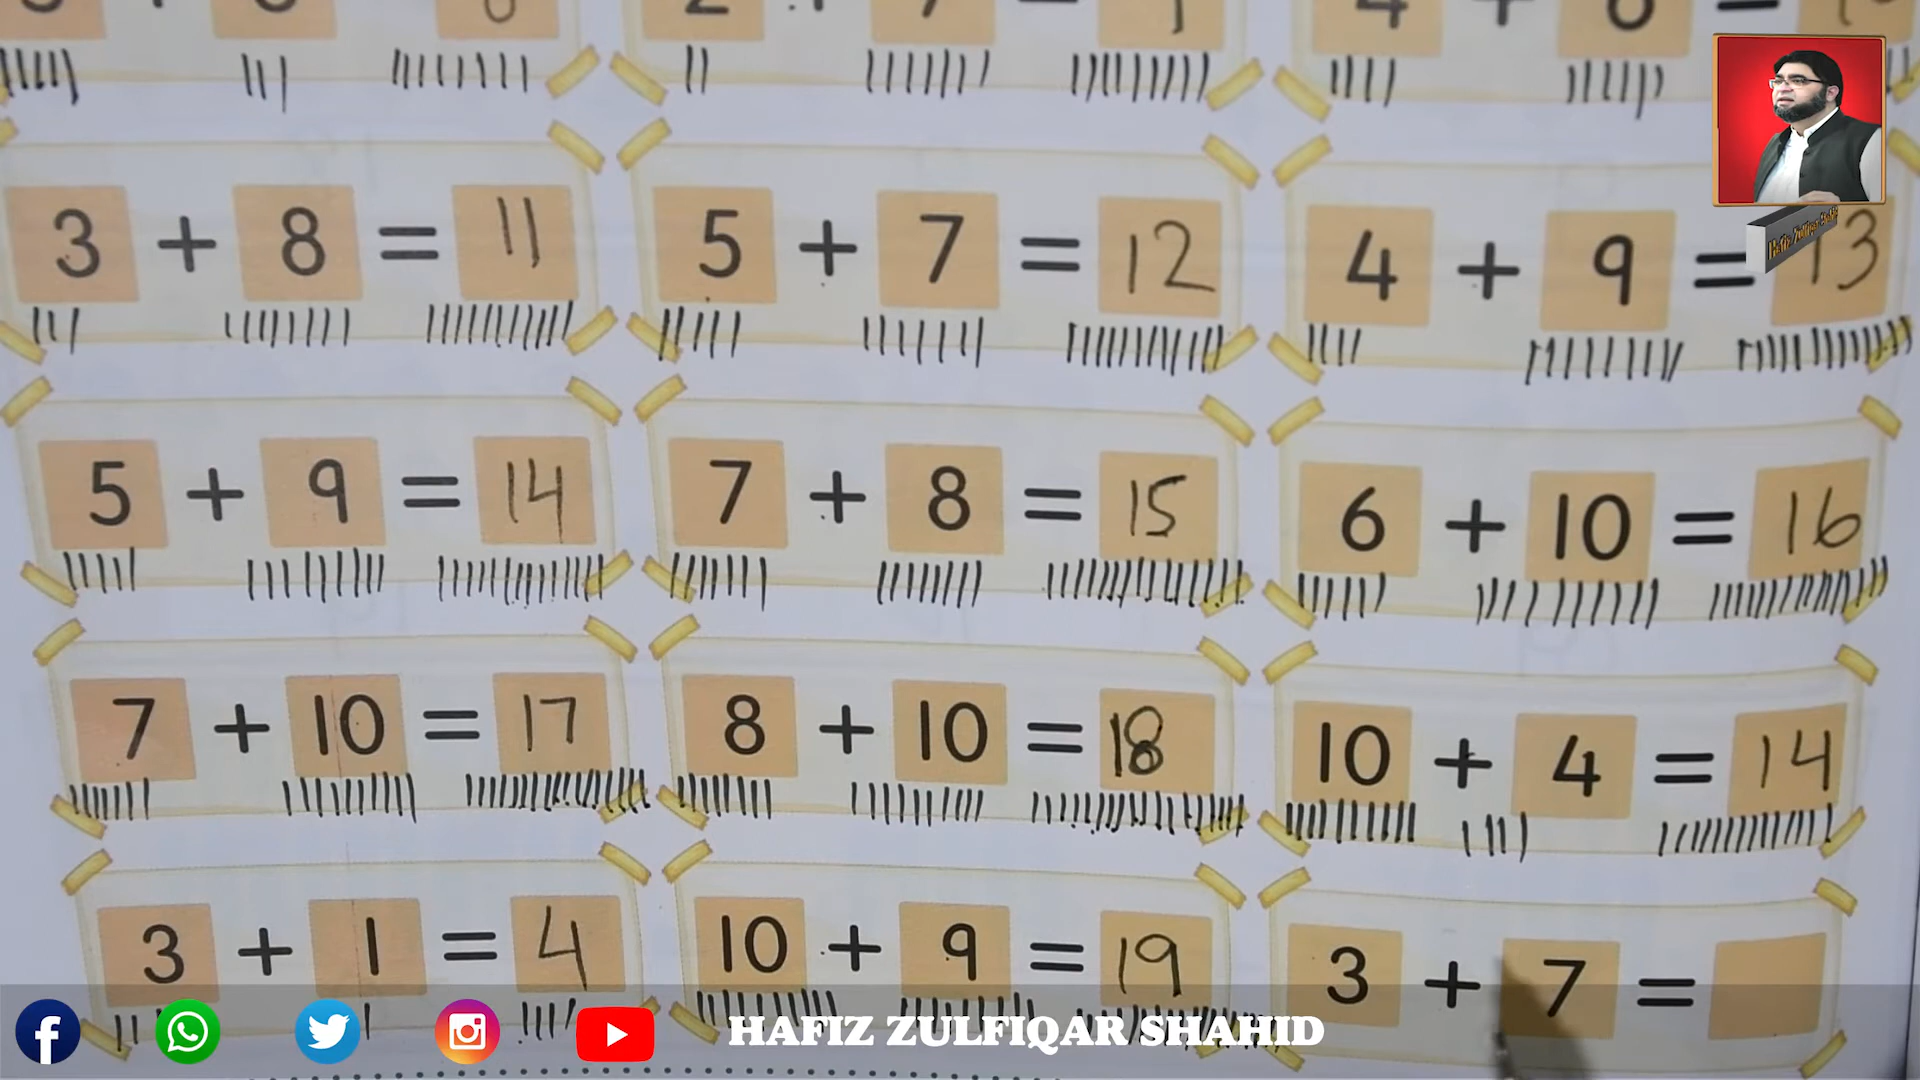 3 + 8 = 11
5 + 7 = 12
4 + 9 = 13
5 + 9 = 14
7 + 8 = 15
6 + 10 = 16
7 + 10 = 17
8 + 10 = 18
10 + 4 = 14
3 + 1 = 4
10 + 9 = 19
3 + 7 =
HAFIZ ZULFIQAR SHAHID